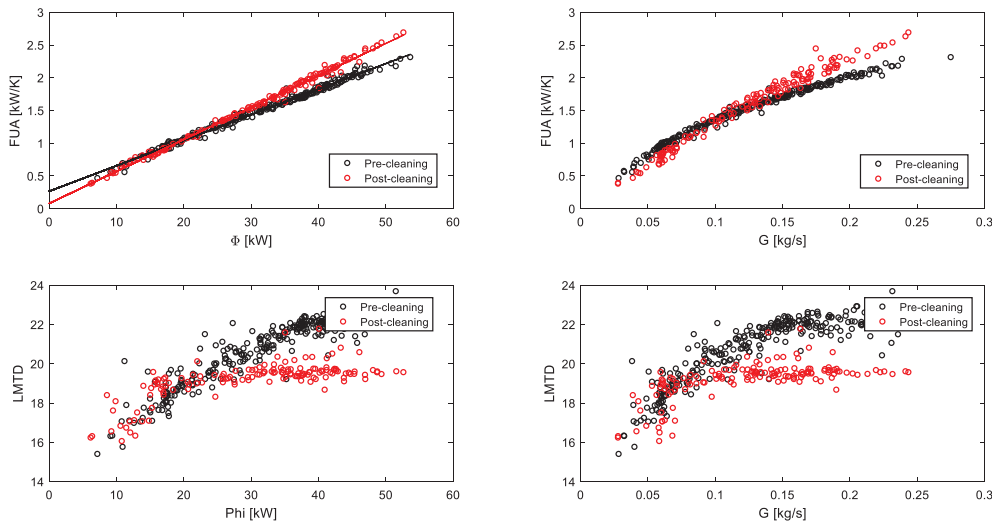 3
2.5
2
1.5
1
0.5
0
FUA [kW/K]
Pre-cleaning
Post-cleaning
0 10 20 30 40 50 60
Φ [kW]
3
2.5
2
1.5
1
0.5
0
FUA [kW/K]
Pre-cleaning
Post-cleaning
0 0.05 0.1 0.15 0.2 0.25 0.3
G [kg/s]
24
22
20
18
16
14
LMTD
Pre-cleaning
Post-cleaning
0 10 20 30 40 50 60
Phi [kW]
24
22
20
18
16
14
LMTD
Pre-cleaning
Post-cleaning
0 0.05 0.1 0.15 0.2 0.25 0.3
G [kg/s]